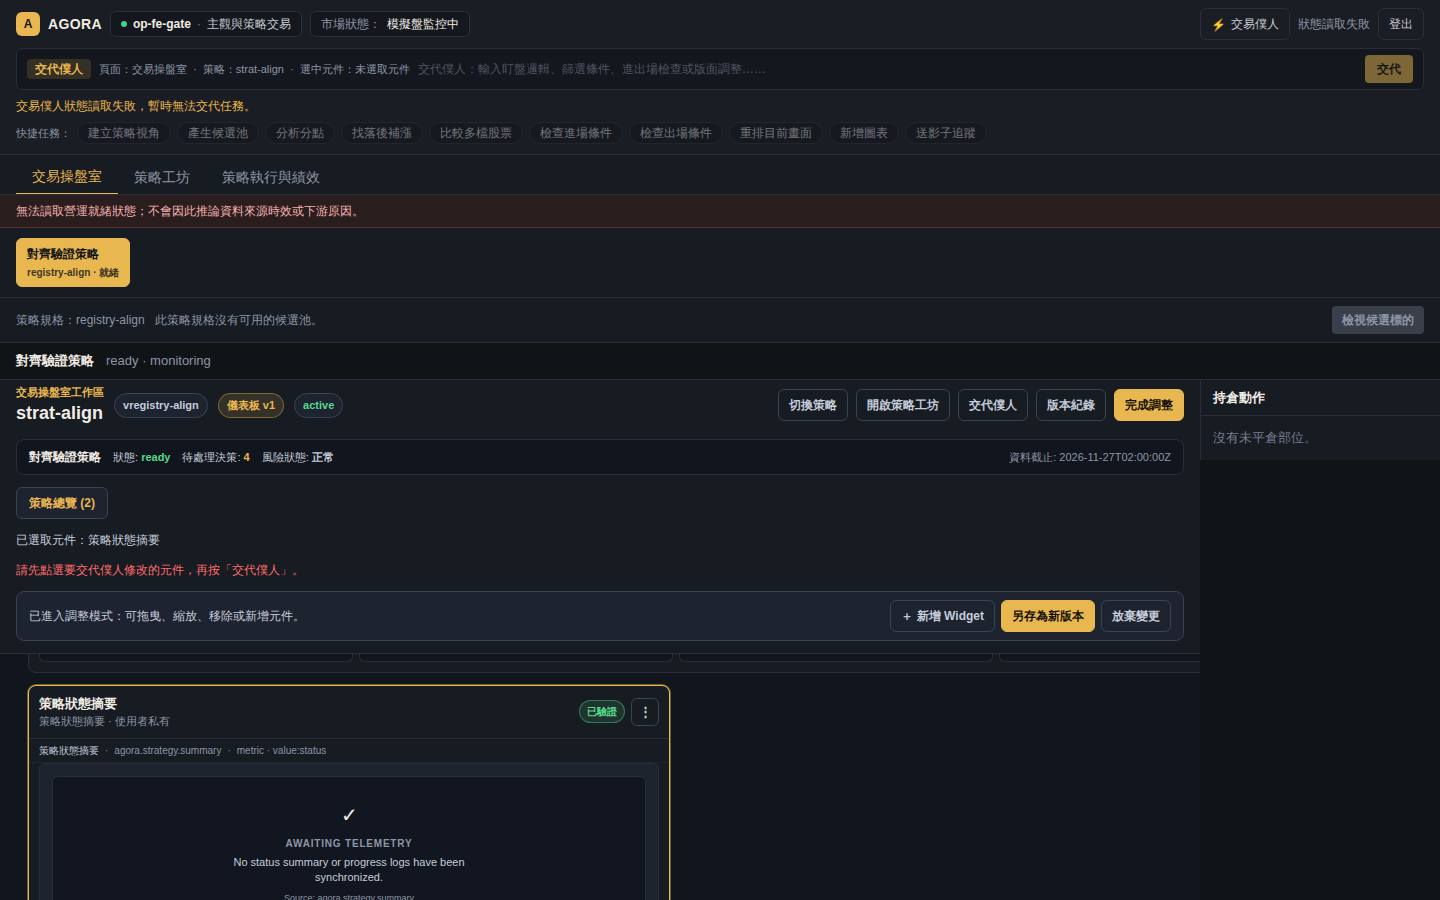 A AGORA op-fe-gate · 主觀與策略交易 市場狀態： 模擬盤監控中 ⚡ 交易僕人 狀態讀取失敗 登出
交代僕人 頁面：交易操盤室 · 策略：strat-align · 選中元件：未選取元件 交代僕人：輸入盯盤邏輯、篩選條件、進出場檢查或版面調整…… 交代
交易僕人狀態讀取失敗，暫時無法交代任務。
快捷任務： 建立策略視角 產生候選池 分析分點 找落後補漲 比較多檔股票 檢查進場條件 檢查出場條件 重排目前畫面 新增圖表 送影子追蹤
交易操盤室 策略工坊 策略執行與績效
無法讀取營運就緒狀態；不會因此推論資料來源時效或下游原因。
對齊驗證策略
registry-align · 就緒
策略規格：registry-align 此策略規格沒有可用的候選池。 檢視候選標的
對齊驗證策略 ready · monitoring
交易操盤室工作區
strat-align vregistry-align 儀表板 v1 active 切換策略 開啟策略工坊 交代僕人 版本紀錄 完成調整
持倉動作
沒有未平倉部位。
對齊驗證策略 狀態: ready 待處理決策: 4 風險狀態: 正常 資料截止: 2026-11-27T02:00:00Z
策略總覽 (2)
已選取元件：策略狀態摘要
請先點選要交代僕人修改的元件，再按「交代僕人」。
已進入調整模式：可拖曳、縮放、移除或新增元件。 ＋ 新增 Widget 另存為新版本 放棄變更
策略狀態摘要
策略狀態摘要 · 使用者私有
已驗證 ⋮
策略狀態摘要 · agora.strategy.summary · metric · value:status
✓
AWAITING TELEMETRY
No status summary or progress logs have been
synchronized.
Source: agora.strategy.summary